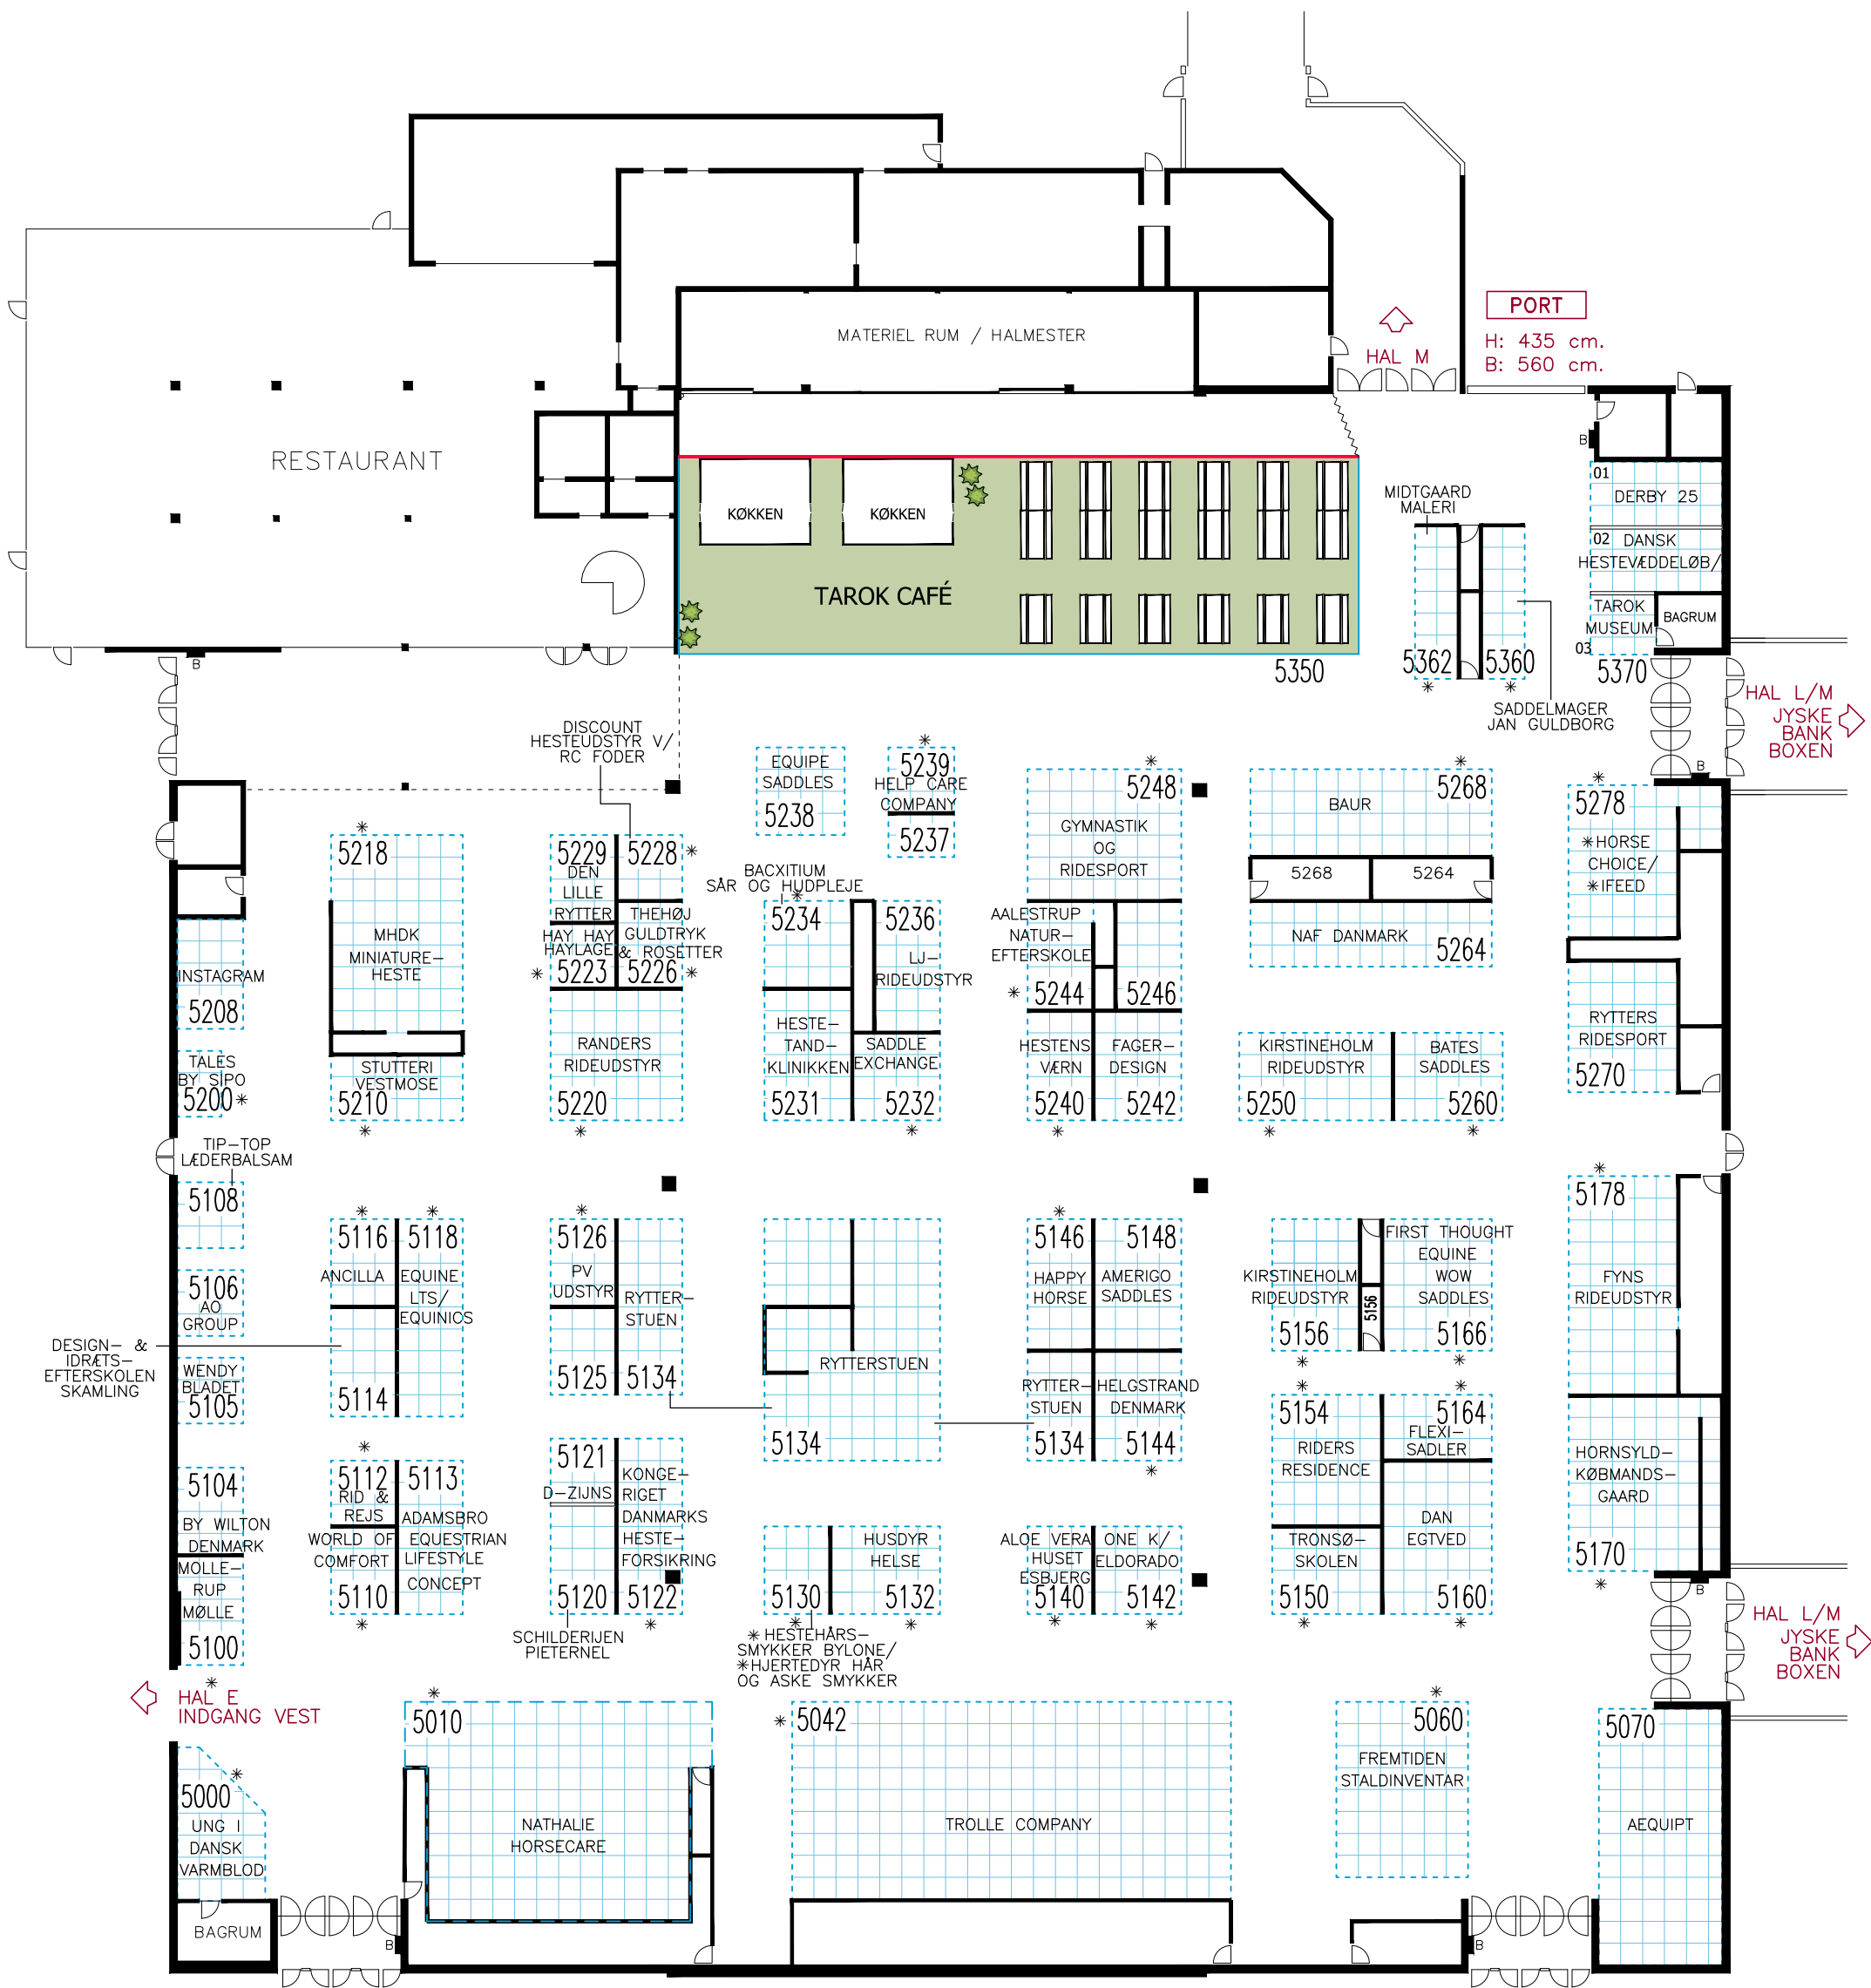 PORT
H: 435 cm.
B: 560 cm.
HAL M
MATERIEL RUM / HALMESTER
RESTAURANT
B
KØKKEN
KØKKEN
TAROK CAFÉ
5350
MIDTGAARD
MALERI
5362
*
5360
*
SADDELMAGER
JAN GULDBORG
01
DERBY 25
02 DANSK
HESTEVÆDDELØB/
TAROK
MUSEUM
03
BAGRUM
5370
HAL L/M
JYSKE
BANK
BOXEN
B
B
DISCOUNT
HESTEUDSTYR V/
RC FODER
EQUIPE
SADDLES
5238
*
5239
HELP CARE
COMPANY
5237
*
5248
GYMNASTIK
OG
RIDESPORT
*
5268
BAUR
5268
5264
NAF DANMARK
5264
*
5278
*HORSE
CHOICE/
*IFEED
*
5218
MHDK
MINIATURE-
HESTE
STUTTERI
VESTMOSE
5210
*
5229
DEN
LILLE
RYTTER
5228
*
HAY HAY
HAYLAGE
5223
*
THEHØJ
GULDTRYK
& ROSETTER
5226
*
RANDERS
RIDEUDSTYR
5220
*
BACXITIUM
SÅR OG HUDPLEJE
*
5234
5236
LJ-
RIDEUDSTYR
HESTE-
TAND-
KLINIKKEN
5231
SADDLE
EXCHANGE
5232
*
AALESTRUP
NATUR-
EFTERSKOLE
5244
*
5246
HESTENS
VÆRN
5240
*
FAGER-
DESIGN
5242
KIRSTINEHOLM
RIDEUDSTYR
5250
*
BATES
SADDLES
5260
*
RYTTERS
RIDESPORT
5270
INSTAGRAM
5208
TALES
BY SIPO
5200 *
TIP-TOP
LÆDERBALSAM
5108
5106
AO
GROUP
DESIGN- &
IDRÆTS-
EFTERSKOLEN
SKAMLING
WENDY
BLADET
5105
5104
BY WILTON
DENMARK
MOLLE-
RUP
MØLLE
5100
*
*
5116
ANCILLA
*
5118
EQUINE
LTS/
EQUINICS
5114
*
5112
RID &
REJS
5113
ADAMSBRO
EQUESTRIAN
LIFESTYLE
CONCEPT
WORLD OF
COMFORT
5110
*
*
5126
PV
UDSTYR
RYTTER-
STUEN
5125
5134
5121
D-ZIJNS
KONGE-
RIGET
DANMARKS
HESTE-
FORSIKRING
5120
5122
*
SCHILDERIJEN
PIETERNEL
RYTTERSTUEN
5134
5130
*
HUSDYR
HELSE
5132
*
*HESTEHÅRS-
SMYKKER BYLONE/
*HJERTEDYR HÅR
OG ASKE SMYKKER
*
5146
HAPPY
HORSE
5148
AMERIGO
SADDLES
RYTTER-
STUEN
5134
HELGSTRAND
DENMARK
5144
*
ALOE VERA
HUSET
ESBJERG
5140
*
ONE K/
ELDORADO
5142
*
KIRSTINEHOLM
RIDEUDSTYR
5156
*
5156
FIRST THOUGHT
EQUINE
WOW
SADDLES
5166
*
*
5154
RIDERS
RESIDENCE
*
5164
FLEXI-
SADLER
TRONSØ-
SKOLEN
5150
*
DAN
EGTVED
5160
*
*
5178
FYNS
RIDEUDSTYR
HORNSYLD-
KØBMANDS-
GAARD
5170
*
B
HAL L/M
JYSKE
BANK
BOXEN
HAL E
INDGANG VEST
*
5000
UNG I
DANSK
VARMBLOD
BAGRUM
B
*
5010
NATHALIE
HORSECARE
*
5042
TROLLE COMPANY
*
5060
FREMTIDEN
STALDINVENTAR
5070
AEQUIPT
B